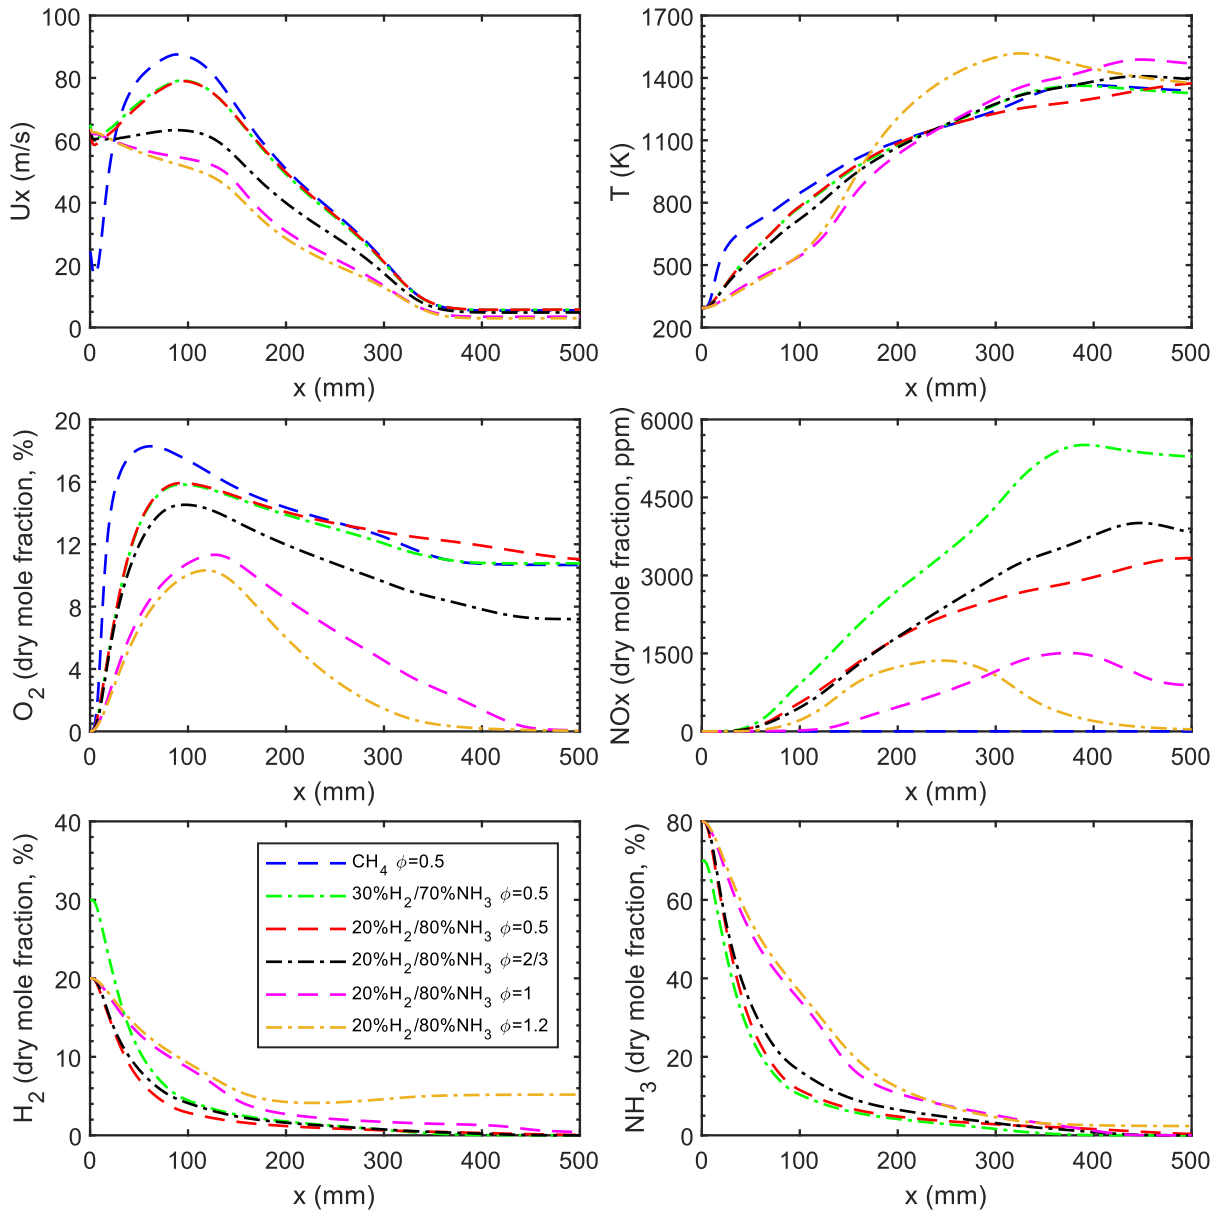 100
80
60
40
20
0
Ux (m/s)
0 100 200 300 400 500
x (mm)
1700
1400
1100
800
500
200
T (K)
0 100 200 300 400 500
x (mm)
20
16
12
8
4
0
O2 (dry mole fraction, %)
0 100 200 300 400 500
x (mm)
6000
4500
3000
1500
0
NOx (dry mole fraction, ppm)
0 100 200 300 400 500
x (mm)
40
30
20
10
0
H2 (dry mole fraction, %)
CH4 ϕ=0.5
30%H2/70%NH3 ϕ=0.5
20%H2/80%NH3 ϕ=0.5
20%H2/80%NH3 ϕ=2/3
20%H2/80%NH3 ϕ=1
20%H2/80%NH3 ϕ=1.2
0 100 200 300 400 500
x (mm)
80
60
40
20
0
NH3 (dry mole fraction, %)
0 100 200 300 400 500
x (mm)